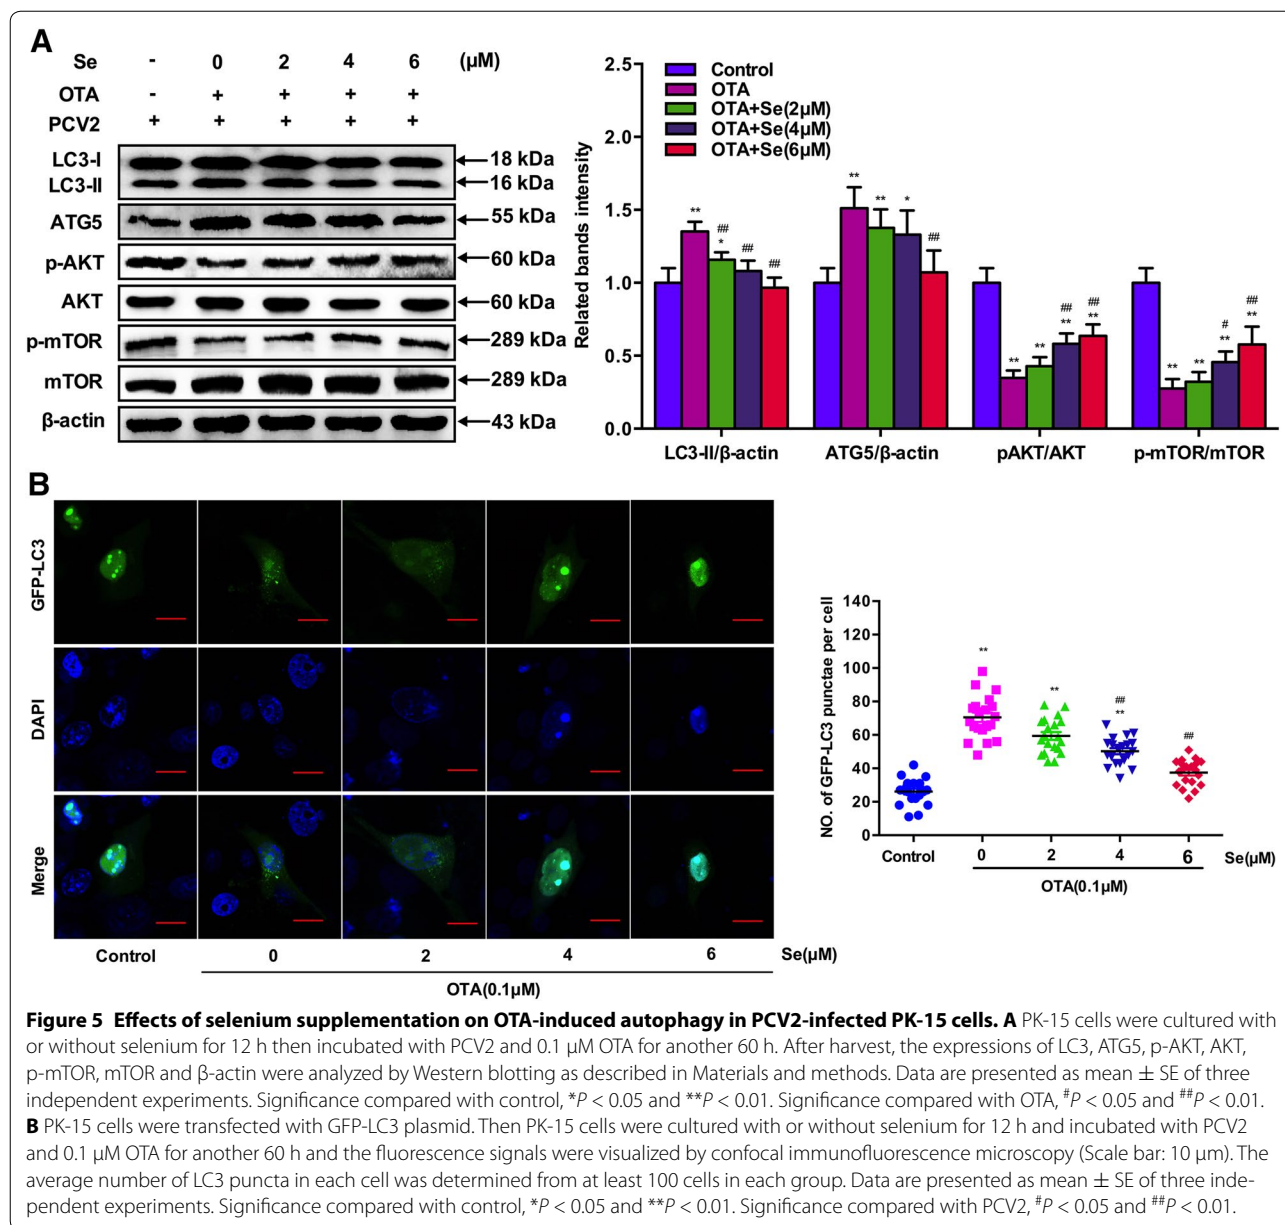 A
Se - 0 2 4 6 (µM)
OTA - + + + +
PCV2 + + + + +
LC3-I 18 kDa
LC3-II 16 kDa
ATG5 55 kDa
p-AKT 60 kDa
AKT 60 kDa
p-mTOR 289 kDa
mTOR 289 kDa
β-actin 43 kDa
Related bands intensity
2.5
2.0
1.5
1.0
0.5
0.0
Control
OTA
OTA+Se(2µM)
OTA+Se(4µM)
OTA+Se(6µM)
** ## * ## ##
** ** * ##
** ** ## ** ## **
** ** # ** ## **
LC3-II/β-actin ATG5/β-actin pAKT/AKT p-mTOR/mTOR
B
GFP-LC3
DAPI
Merge
Control 0 2 4 6 Se(µM)
OTA(0.1µM)
NO. of GFP-LC3 punctae per cell
140
120
100
80
60
40
20
0
** ** ## ** ##
Control 0 2 4 6 Se(µM)
OTA(0.1µM)
Figure 5 Effects of selenium supplementation on OTA-induced autophagy in PCV2-infected PK-15 cells. A PK-15 cells were cultured with
or without selenium for 12 h then incubated with PCV2 and 0.1 µM OTA for another 60 h. After harvest, the expressions of LC3, ATG5, p-AKT, AKT,
p-mTOR, mTOR and β-actin were analyzed by Western blotting as described in Materials and methods. Data are presented as mean ± SE of three
independent experiments. Significance compared with control, *P < 0.05 and **P < 0.01. Significance compared with OTA, #P < 0.05 and ##P < 0.01.
B PK-15 cells were transfected with GFP-LC3 plasmid. Then PK-15 cells were cultured with or without selenium for 12 h and incubated with PCV2
and 0.1 µM OTA for another 60 h and the fluorescence signals were visualized by confocal immunofluorescence microscopy (Scale bar: 10 µm). The
average number of LC3 puncta in each cell was determined from at least 100 cells in each group. Data are presented as mean ± SE of three inde-
pendent experiments. Significance compared with control, *P < 0.05 and **P < 0.01. Significance compared with PCV2, #P < 0.05 and ##P < 0.01.